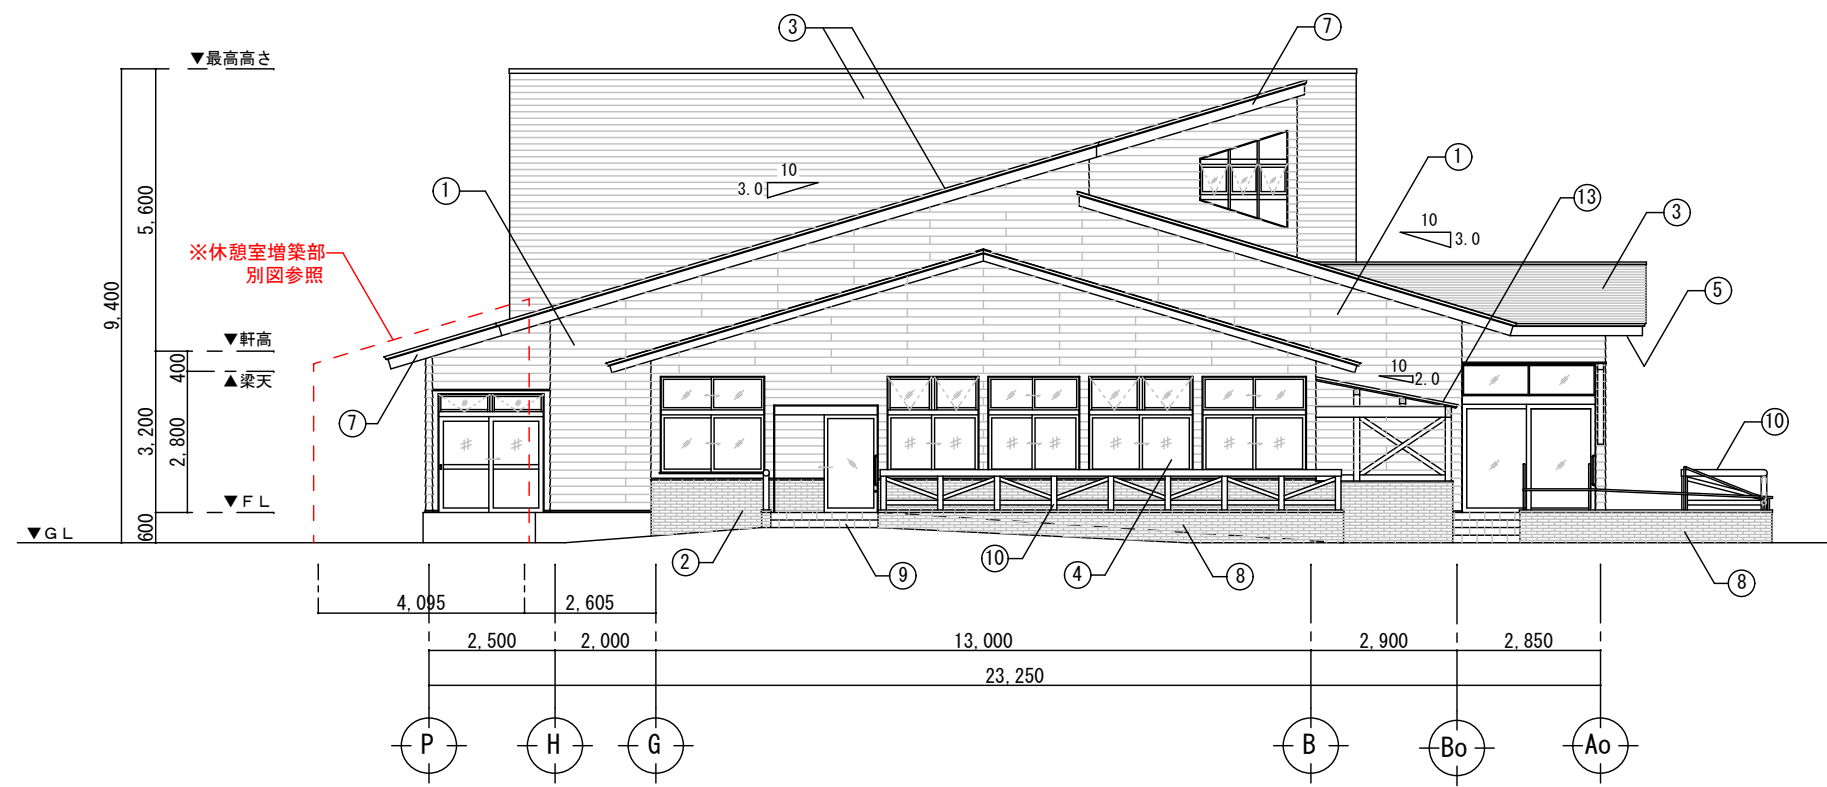 ③
⑦
▼最高高さ
①
10
3.0
①
⑬
10
3.0
③
5,600
※休憩室増築部
別図参照
⑤
9,400
▼軒高
400
▲梁天
10
2.0
⑦
⑩
3,200
2,800
▼FL
600
▼GL
②
⑨
⑩
④
⑧
⑧
4,095
2,605
2,500
2,000
13,000
2,900
2,850
23,250
P
H
G
B
Bo
Ao